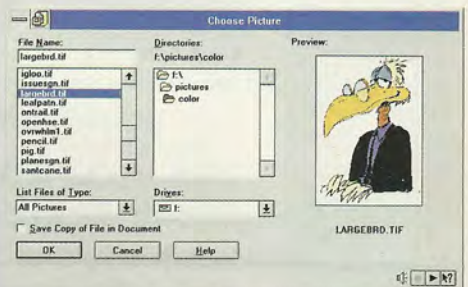 Choose Picture
File Name:
largebrd.tif
igloo.tif
issuesgn.tif
largebrd.tif
leafpatn.tif
ontrail.tif
openhse.tif
ovrwhlm1.tif
pencil.tif
pig.tif
planesgn.tif
santcane.tif
List Files of Type:
All Pictures
Save Copy of File in Document
OK
Cancel
Help
Directories:
f:\pictures\color
f:\
pictures
color
Drives:
f:
Preview:
LARGEBRD.TIF
?